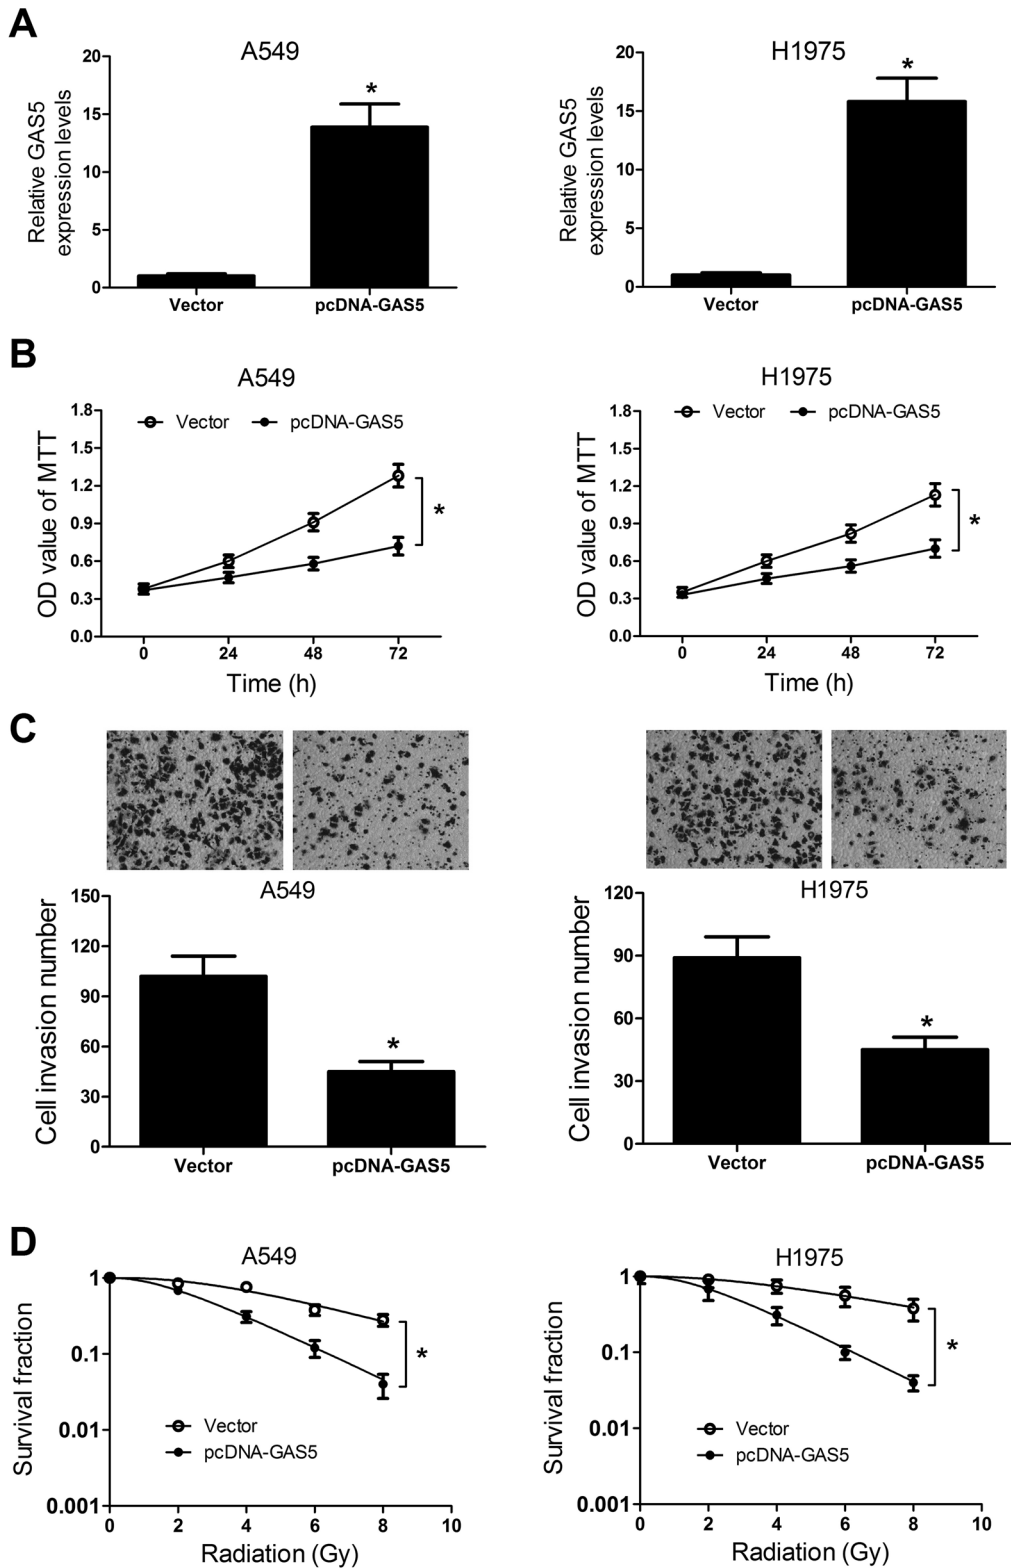 A
A549
20
15
10
5
0
Relative GAS5
expression levels
*
Vector
pcDNA-GAS5
H1975
20
15
10
5
0
Relative GAS5
expression levels
*
Vector
pcDNA-GAS5
B
A549
Vector
pcDNA-GAS5
1.8
1.5
1.2
0.9
0.6
0.3
0.0
OD value of MTT
*
0
24
48
72
Time (h)
H1975
Vector
pcDNA-GAS5
1.8
1.5
1.2
0.9
0.6
0.3
0.0
OD value of MTT
*
0
24
48
72
Time (h)
C
A549
150
120
90
60
30
0
Cell invasion number
*
Vector
pcDNA-GAS5
H1975
120
90
60
30
0
Cell invasion number
*
Vector
pcDNA-GAS5
D
A549
1
0.1
0.01
0.001
Survival fraction
*
Vector
pcDNA-GAS5
0
2
4
6
8
10
Radiation (Gy)
H1975
1
0.1
0.01
0.001
Survival fraction
*
Vector
pcDNA-GAS5
0
2
4
6
8
10
Radiation (Gy)